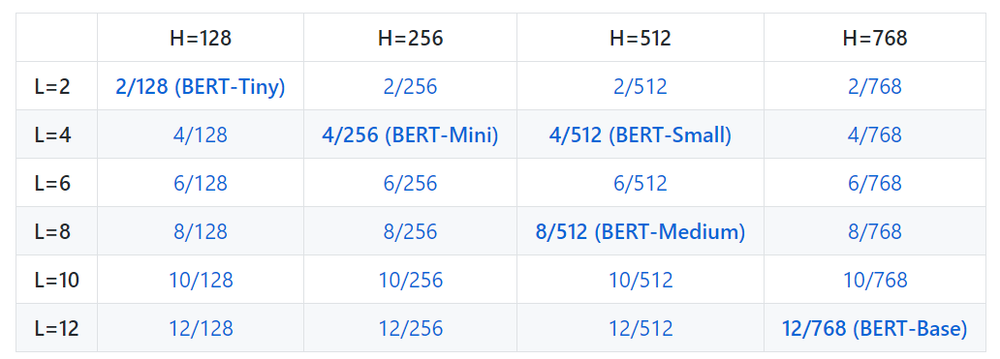 H=128 H=256 H=512 H=768
L=2 2/128 (BERT-Tiny) 2/256 2/512 2/768
L=4 4/128 4/256 (BERT-Mini) 4/512 (BERT-Small) 4/768
L=6 6/128 6/256 6/512 6/768
L=8 8/128 8/256 8/512 (BERT-Medium) 8/768
L=10 10/128 10/256 10/512 10/768
L=12 12/128 12/256 12/512 12/768 (BERT-Base)